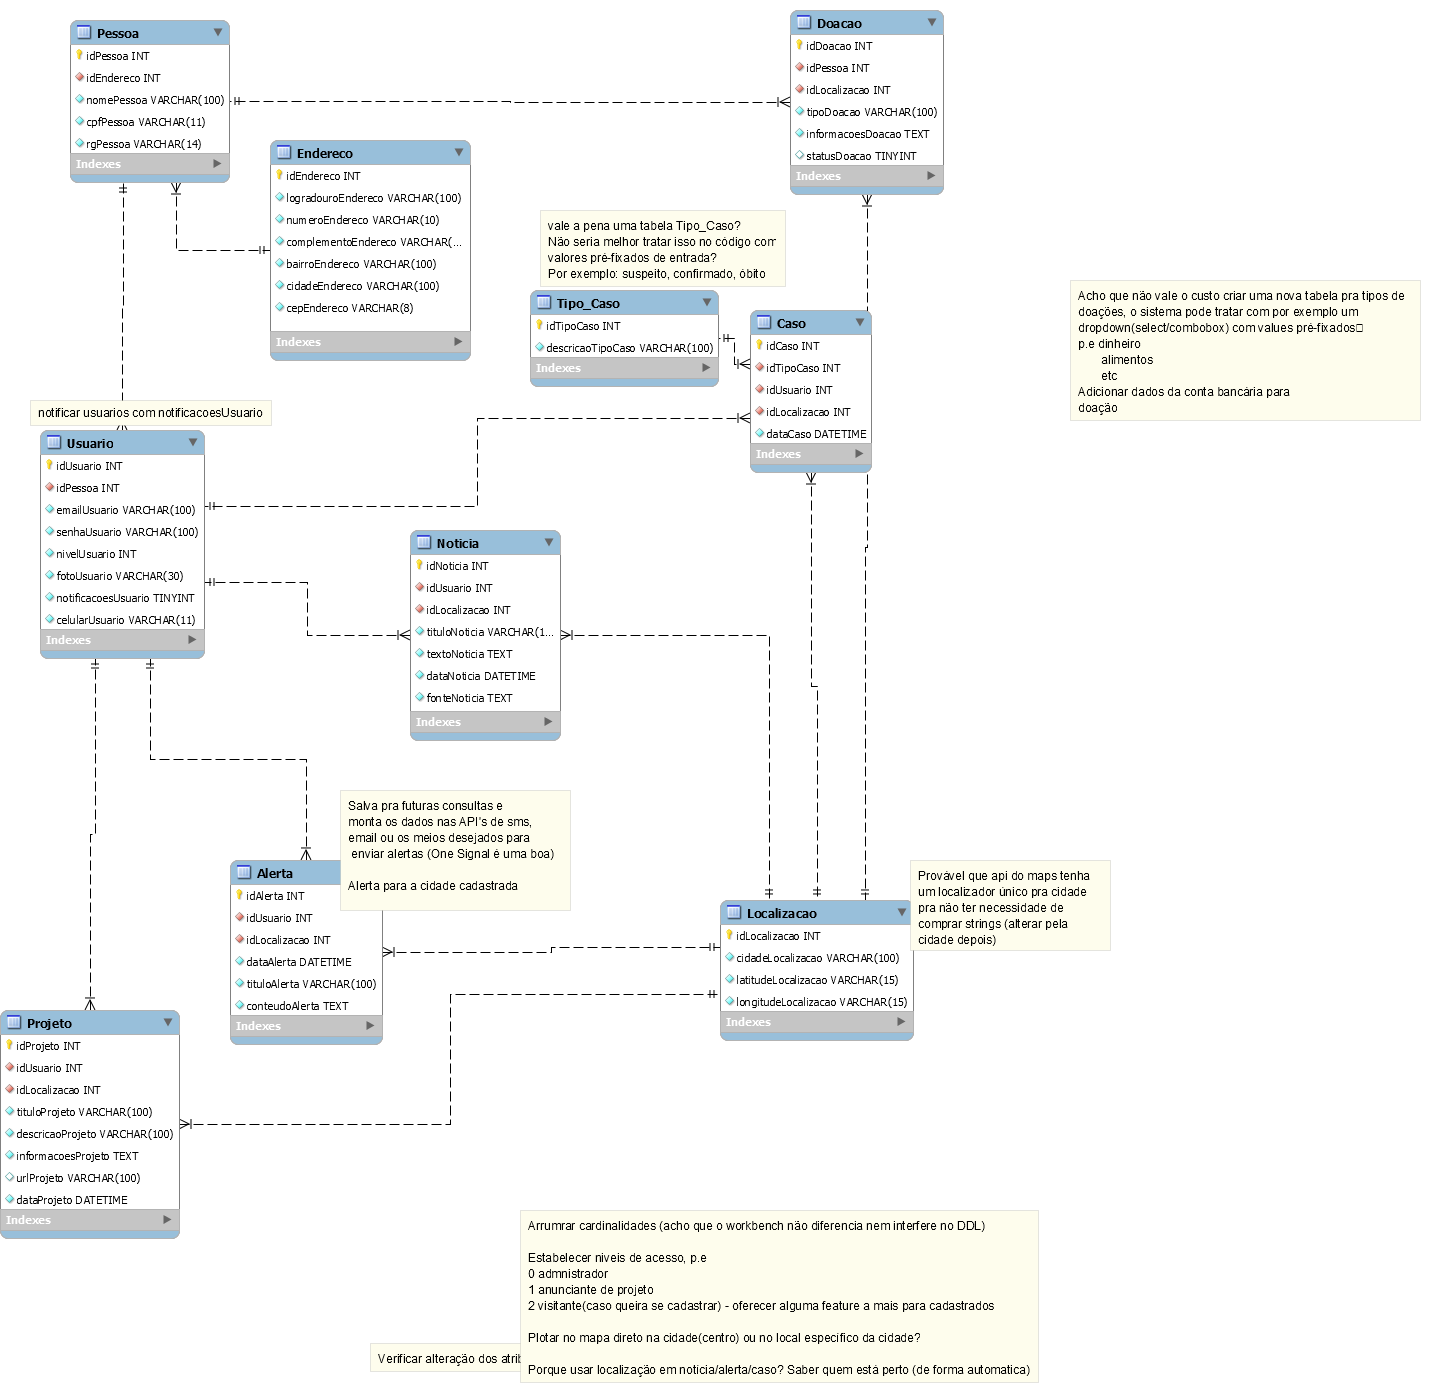 Pessoa
idPessoa INT
idEndereco INT
nomePessoa VARCHAR(100)
cpfPessoa VARCHAR(11)
rgPessoa VARCHAR(14)
Indexes
Doacao
idDoacao INT
idPessoa INT
idLocalizacao INT
tipoDoacao VARCHAR(100)
informacoesDoacao TEXT
statusDoacao TINYINT
Indexes
Endereco
idEndereco INT
logradouroEndereco VARCHAR(100)
numeroEndereco VARCHAR(10)
complementoEndereco VARCHAR(...
bairroEndereco VARCHAR(100)
cidadeEndereco VARCHAR(100)
cepEndereco VARCHAR(8)
Indexes
vale a pena uma tabela Tipo_Caso?
Não seria melhor tratar isso no código com
valores pré-fixados de entrada?
Por exemplo: suspeito, confirmado, óbito
Tipo_Caso
idTipoCaso INT
descricaoTipoCaso VARCHAR(100)
Indexes
Caso
idCaso INT
idTipoCaso INT
idUsuario INT
idLocalizacao INT
dataCaso DATETIME
Indexes
Acho que não vale o custo criar uma nova tabela pra tipos de
doações, o sistema pode tratar com por exemplo um
dropdown(select/combobox) com values pré-fixados
p.e dinheiro
alimentos
etc
Adicionar dados da conta bancária para
doação
notificar usuarios com notificacoesUsuario
Usuario
idUsuario INT
idPessoa INT
emailUsuario VARCHAR(100)
senhaUsuario VARCHAR(100)
nivelUsuario INT
fotoUsuario VARCHAR(30)
notificacoesUsuario TINYINT
celularUsuario VARCHAR(11)
Indexes
Noticia
idNoticia INT
idUsuario INT
idLocalizacao INT
tituloNoticia VARCHAR(1...
textoNoticia TEXT
dataNoticia DATETIME
fonteNoticia TEXT
Indexes
Salva pra futuras consultas e
monta os dados nas API's de sms,
email ou os meios desejados para
enviar alertas (One Signal é uma boa)
Alerta para a cidade cadastrada
Alerta
idAlerta INT
idUsuario INT
idLocalizacao INT
dataAlerta DATETIME
tituloAlerta VARCHAR(100)
conteudoAlerta TEXT
Indexes
Localizacao
idLocalizacao INT
cidadeLocalizacao VARCHAR(100)
latitudeLocalizacao VARCHAR(15)
longitudeLocalizacao VARCHAR(15)
Indexes
Provável que api do maps tenha
um localizador único pra cidade
pra não ter necessidade de
comprar strings (alterar pela
cidade depois)
Projeto
idProjeto INT
idUsuario INT
idLocalizacao INT
tituloProjeto VARCHAR(100)
descricaoProjeto VARCHAR(100)
informacoesProjeto TEXT
urlProjeto VARCHAR(100)
dataProjeto DATETIME
Indexes
Arrumrar cardinalidades (acho que o workbench não diferencia nem interfere no DDL)
Estabelecer niveis de acesso, p.e
0 admnistrador
1 anunciante de projeto
2 visitante(caso queira se cadastrar) - oferecer alguma feature a mais para cadastrados
Plotar no mapa direto na cidade(centro) ou no local específico da cidade?
Porque usar localização em notícia/alerta/caso? Saber quem está perto (de forma automatica)
Verificar alteração dos atrib